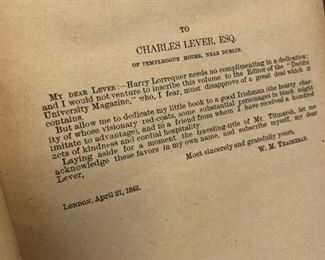 TO
CHARLES LEVER, ESQ.
OF TEMPLEOGUE HOUSE, NEAR DUBLIN.
MY DEAR LEVER:—Harry Lorrequer needs no complimenting in a dedication;
and I would not venture to inscribe this volume to the Editor of the "Dublin
University Magazine," who, I fear, must disapprove of a great deal which it
contains.
But allow me to dedicate my little book to a good Irishman (the hearty char-
ity of whose visionary red-coats, some substantial personages in black might
imitate to advantage), and to a friend from whom I have received a hundred
acts of kindness and cordial hospitality.
Laying aside for a moment the traveling-title of Mr. Titmarsh, let me
acknowledge these favors in my own name, and subscribe myself, my dear
Lever,
Most sincerely and gratefully yours,
W. M. THACKERAY.
LONDON, April 27, 1843.